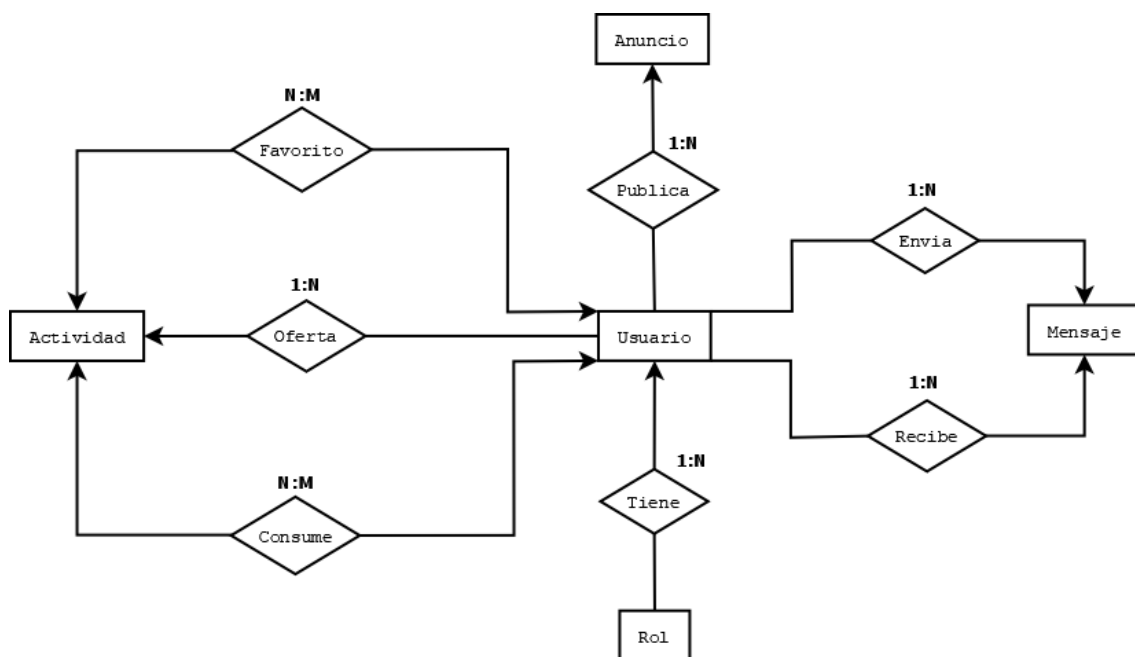 Anuncio
N:M
Favorito
1:N
Publica
1:N
Envia
1:N
Oferta
Actividad
Usuario
Mensaje
1:N
Recibe
N:M
Consume
1:N
Tiene
Rol